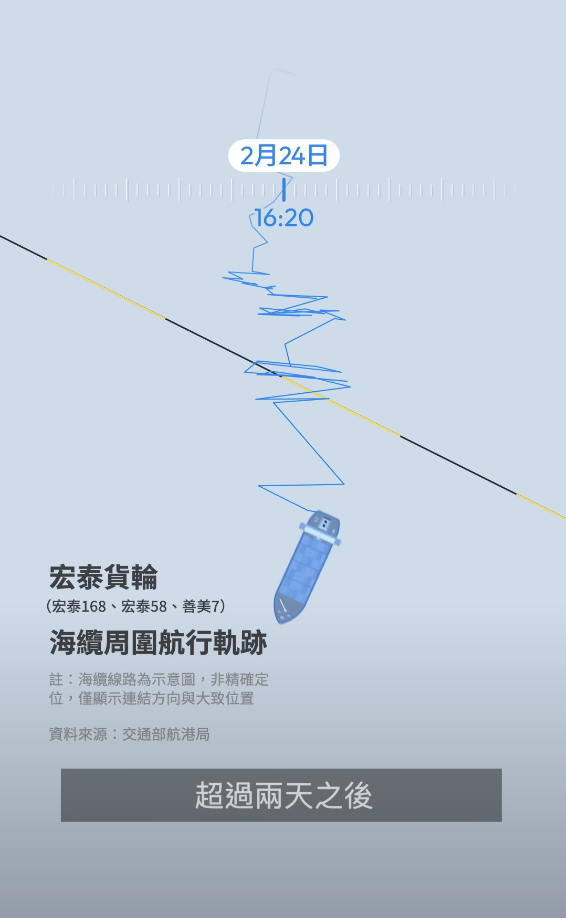 2月24日
16:20
宏泰貨輪
（宏泰168、宏泰58、善美7）
海纜周圍航行軌跡
註：海纜線路為示意圖，非精確定
位，僅顯示連結方向與大致位置
資料來源：交通部航港局
超過兩天之後